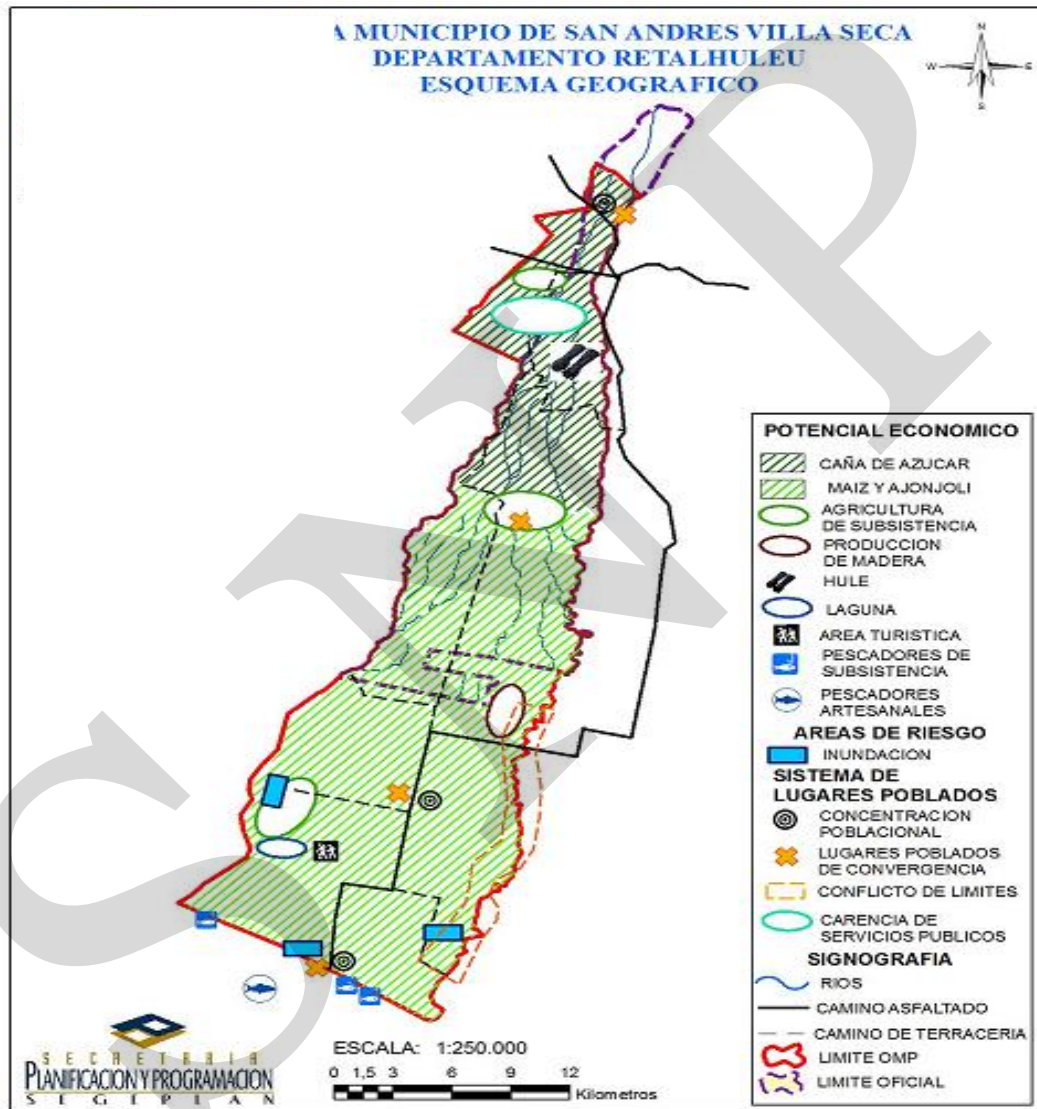 A MUNICIPIO DE SAN ANDRES VILLA SECA
DEPARTAMENTO RETALHULEU
ESQUEMA GEOGRAFICO
N
W
E
S
POTENCIAL ECONOMICO
CAÑA DE AZUCAR
MAIZ Y AJONJOLI
AGRICULTURA
DE SUBSISTENCIA
PRODUCCION
DE MADERA
HULE
LAGUNA
AREA TURISTICA
PESCADORES DE
SUBSISTENCIA
PESCADORES
ARTESANALES
AREAS DE RIESGO
INUNDACION
SISTEMA DE
LUGARES POBLADOS
CONCENTRACION
POBLACIONAL
LUGARES POBLADOS
DE CONVERGENCIA
CONFLICTO DE LIMITES
CARENCIA DE
SERVICIOS PUBLICOS
SIGNOGRAFIA
RIOS
CAMINO ASFALTADO
CAMINO DE TERRACERIA
LIMITE OMP
LIMITE OFICIAL
SECRETARIA
PLANIFICACION Y PROGRAMACION
SEGEPLAN
ESCALA: 1:250.000
0 1,5 3 6 9 12
Kilometros